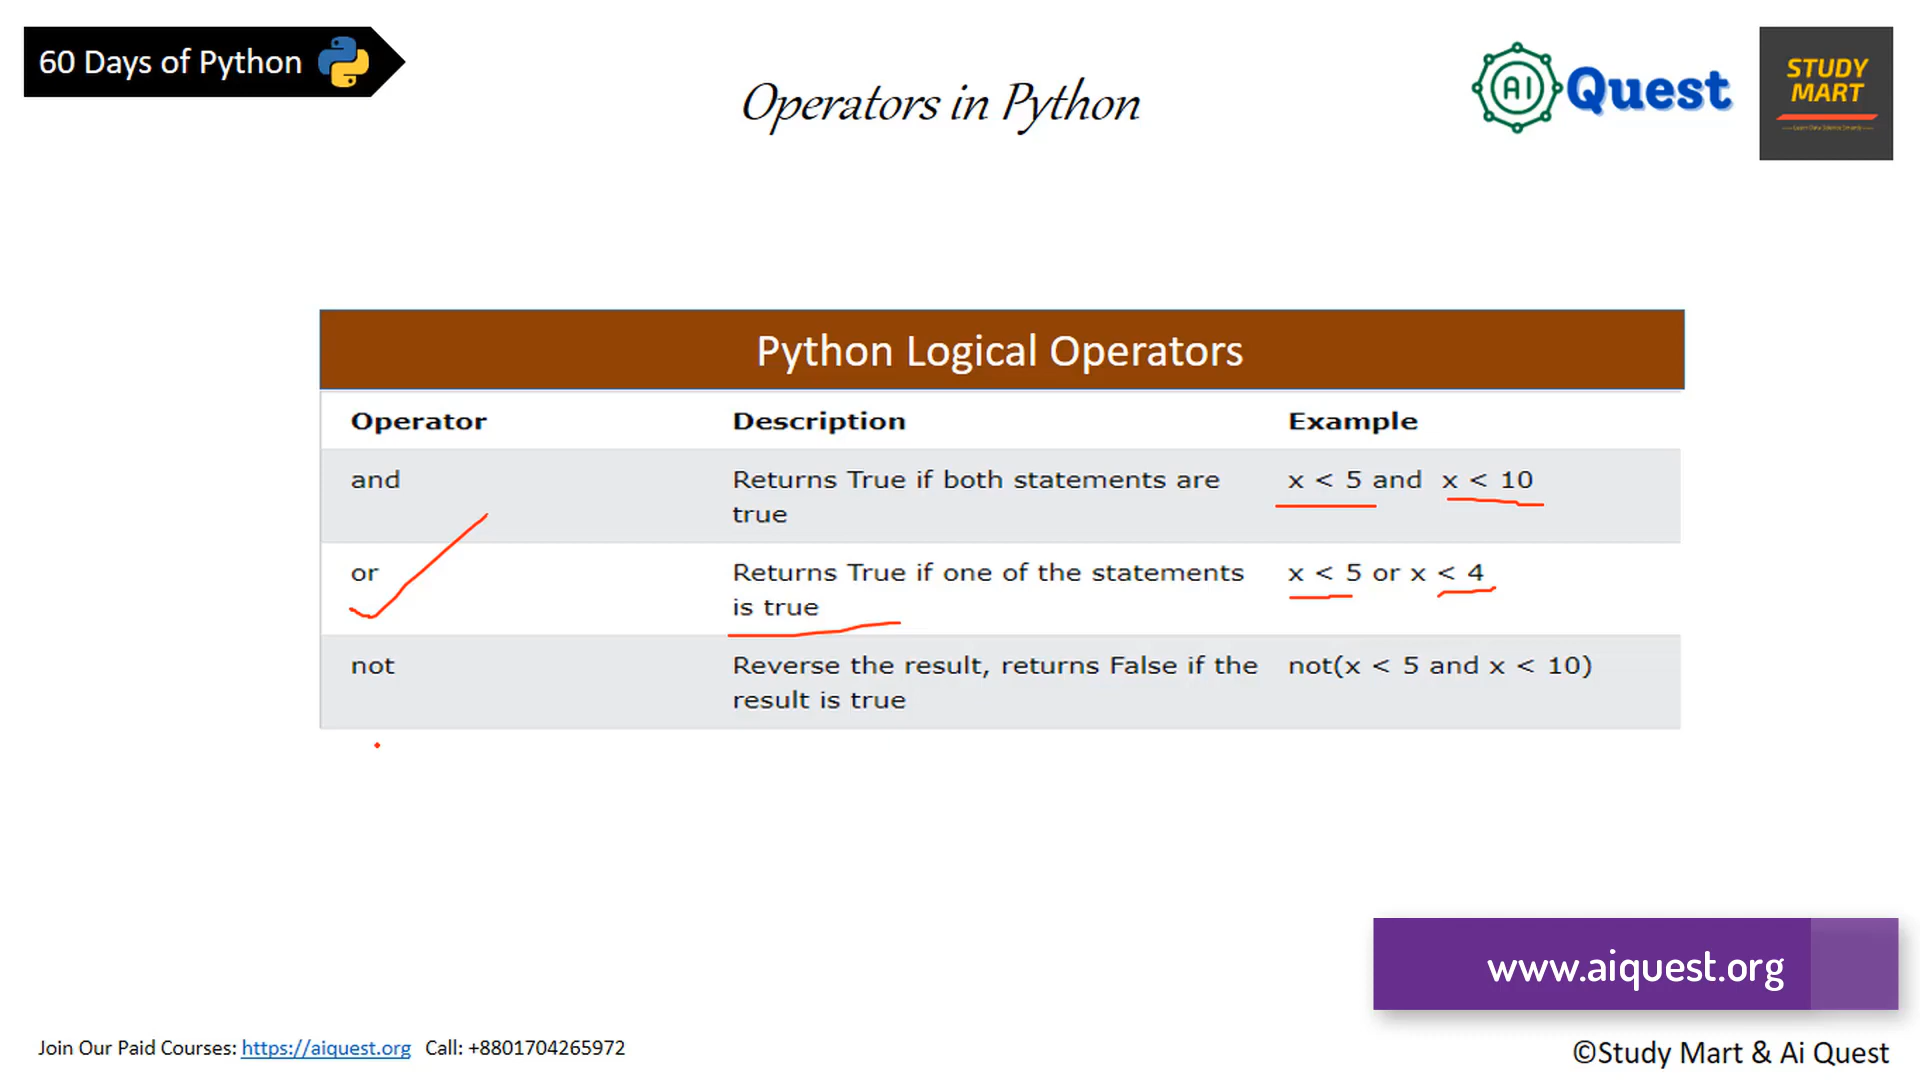 60 Days of Python
Operators in Python
AI Quest
STUDY
MART
Python Logical Operators
Operator Description Example
and Returns True if both statements are x < 5 and x < 10
true
or Returns True if one of the statements x < 5 or x < 4
is true
not Reverse the result, returns False if the not(x < 5 and x < 10)
result is true
www.aiquest.org
Join Our Paid Courses: https://aiquest.org Call: +8801704265972
©Study Mart & Ai Quest